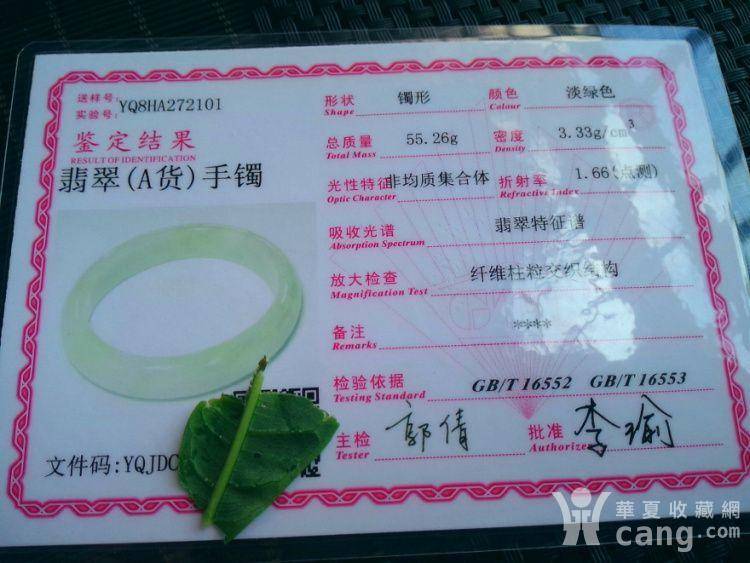 送样号:
实验号: YQ8HA272101
鉴定结果
RESULT OF IDENTIFICATION
翡翠(A货)手镯
文件码:YQJDC
形状 镯形 颜色 淡绿色
Shape Colour
总质量 55.26g 密度 3.33g/cm³
Total Mass Density
光性特征 非均质集合体 折射率 1.66(点测)
Optic Character Refractive Index
吸收光谱 翡翠特征谱
Absorption Spectrum
放大检查 纤维柱粒交织结构
Magnification Test
备注 ****
Remarks
检验依据 GB/T 16552 GB/T 16553
Testing Standard
主检 郭倩 批准 李瑜
Tester Authorizer
華夏收藏網
cang.com